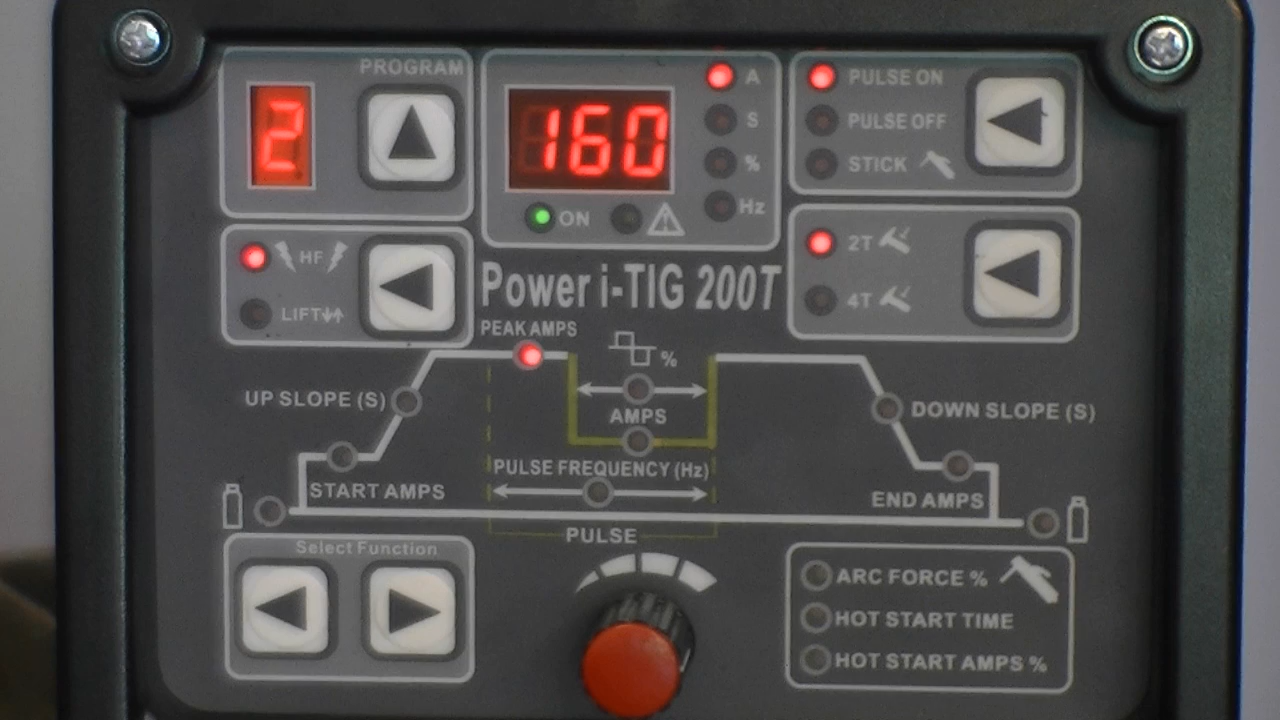 PROGRAM
2
160
A
S
%
Hz
ON
PULSE ON
PULSE OFF
STICK
HF
LIFT
2T
4T
Power i-TIG 200T
PEAK AMPS
%
UP SLOPE (S)
AMPS
DOWN SLOPE (S)
PULSE FREQUENCY (Hz)
START AMPS
END AMPS
PULSE
Select Function
ARC FORCE %
HOT START TIME
HOT START AMPS %